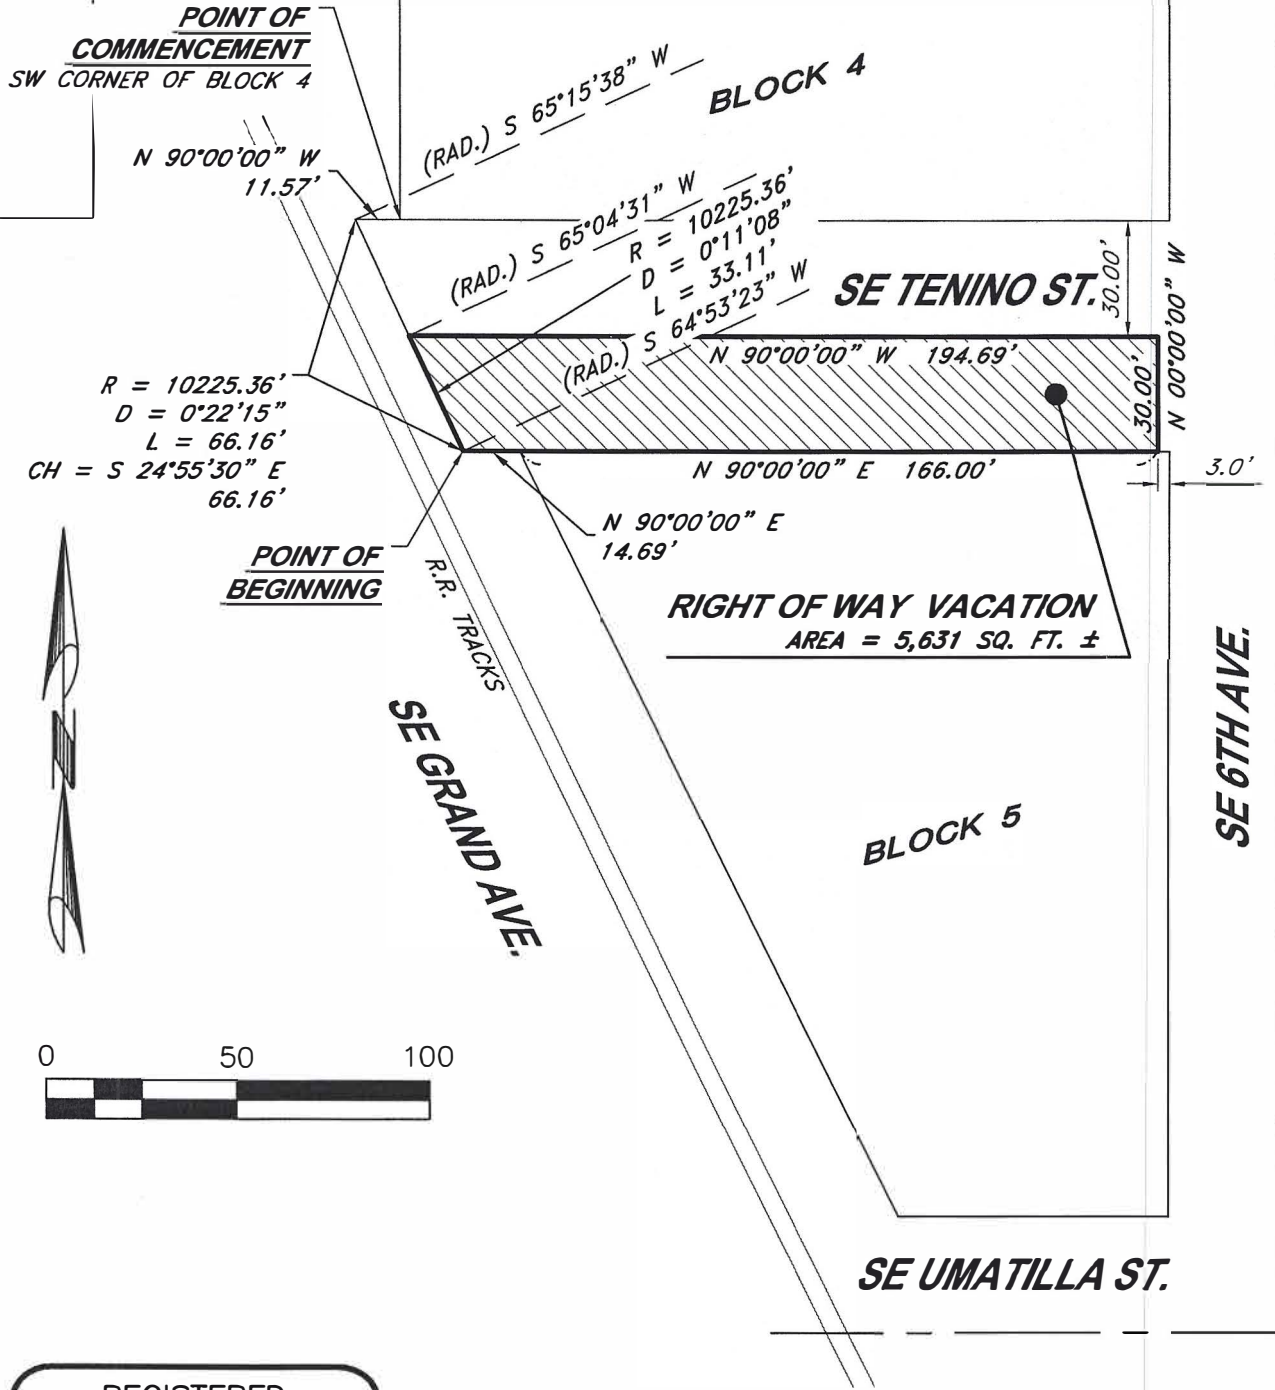 POINT OF
COMMENCEMENT
SW CORNER OF BLOCK 4
(RAD.) S 65°15'38" W
BLOCK 4
N 90°00'00" W
11.57'
(RAD.) S 65°04'31" W
R = 10225.36'
D = 0°11'08"
L = 33.11'
(RAD.) S 64°53'23" W
SE TENINO ST.
30.00'
N 00°00'00" W
N 90°00'00" W 194.69'
30.00'
R = 10225.36'
D = 0°22'15"
L = 66.16'
CH = S 24°55'30" E
66.16'
N 90°00'00" E 166.00'
3.0'
N 90°00'00" E
14.69'
POINT OF
BEGINNING
R.R. TRACKS
RIGHT OF WAY VACATION
AREA = 5,631 SQ. FT. ±
SE GRAND AVE.
SE 6TH AVE.
N
BLOCK 5
0 50 100
SE UMATILLA ST.
REGISTERED